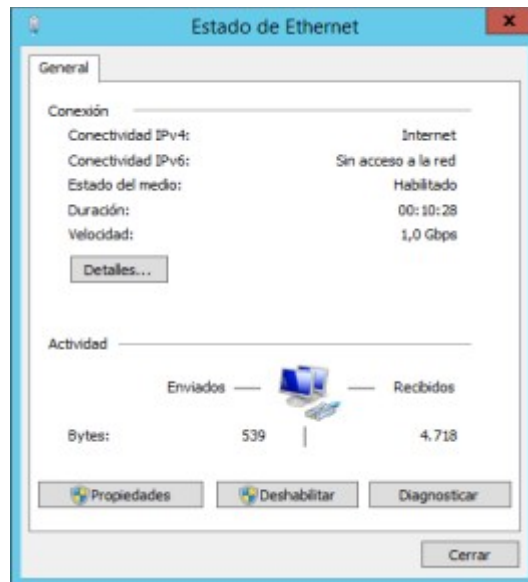 Estado de Ethernet
x
General
Conexión
Conectividad IPv4: Internet
Conectividad IPv6: Sin acceso a la red
Estado del medio: Habilitado
Duración: 00:10:28
Velocidad: 1,0 Gbps
Detalles...
Actividad
Enviados Recibidos
Bytes: 539 4.718
Propiedades Deshabilitar Diagnosticar
Cerrar